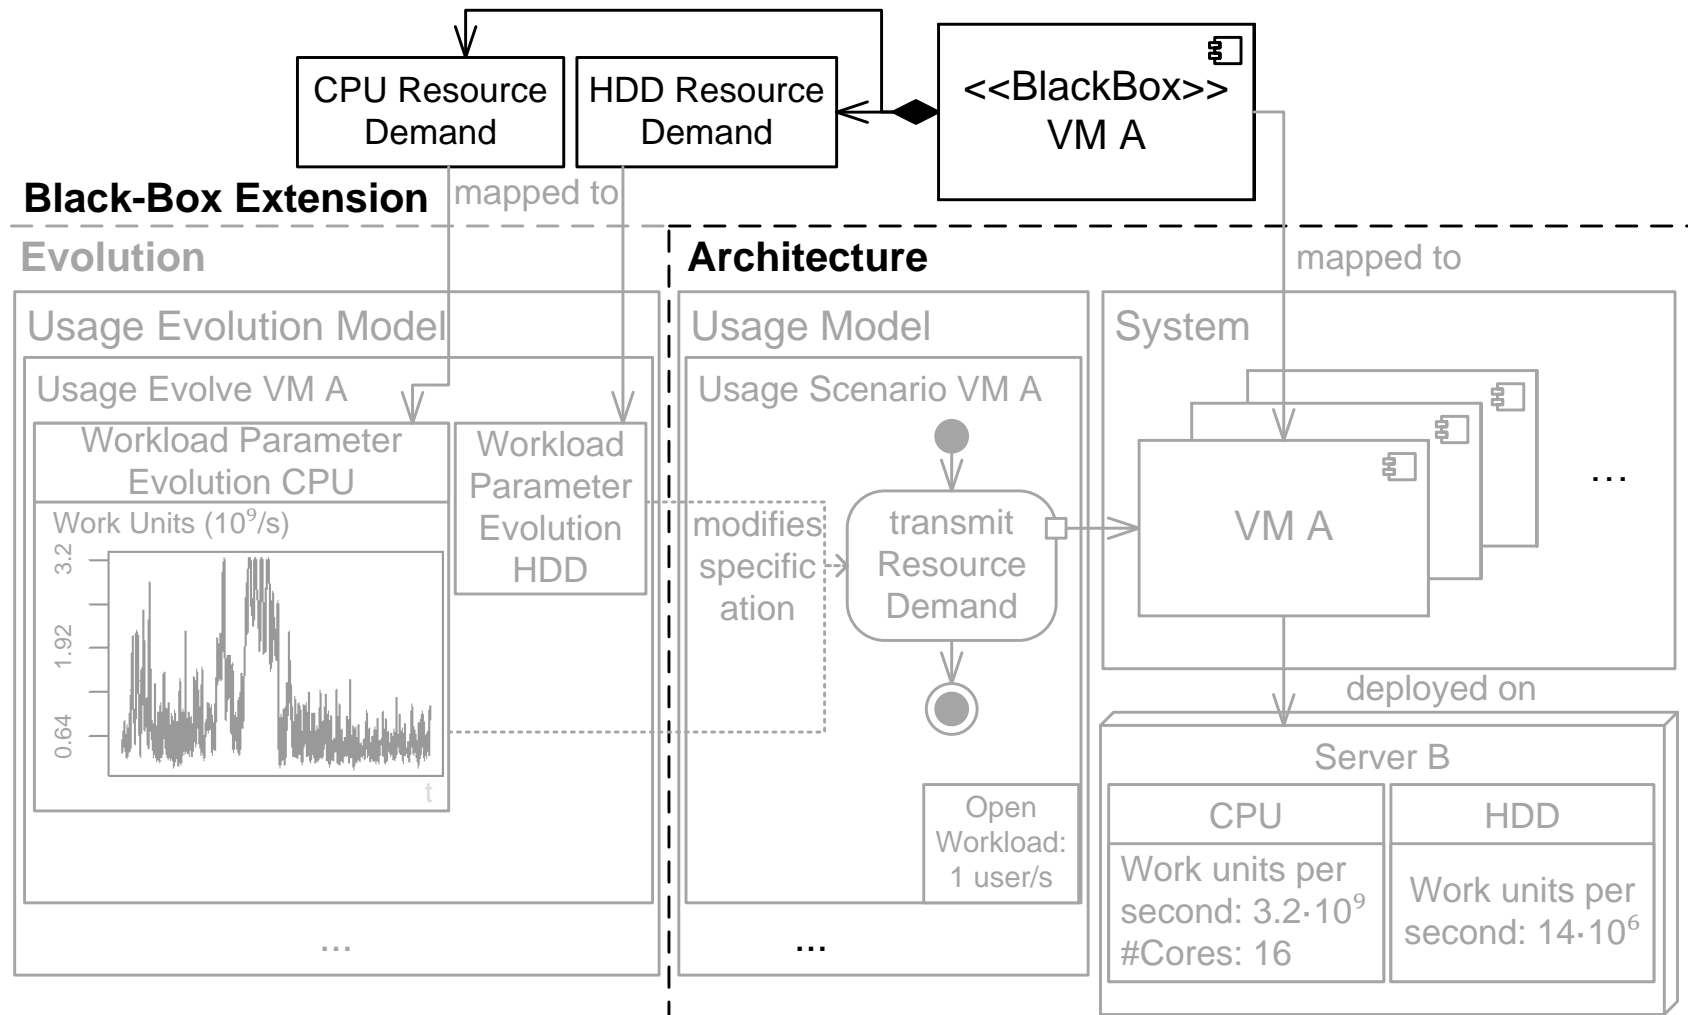 CPU Resource
Demand
HDD Resource
Demand
<<BlackBox>>
VM A
Black-Box Extension
mapped to
Evolution
Architecture
mapped to
Usage Evolution Model
Usage Evolve VM A
Workload Parameter
Evolution CPU
Work Units (10⁹/s)
3.2
1.92
0.64
t
Workload
Parameter
Evolution
HDD
...
modifies
specific
ation
Usage Model
Usage Scenario VM A
transmit
Resource
Demand
Open
Workload:
1 user/s
...
System
VM A
...
deployed on
Server B
CPU
Work units per
second: 3.2·10⁹
#Cores: 16
HDD
Work units per
second: 14·10⁶